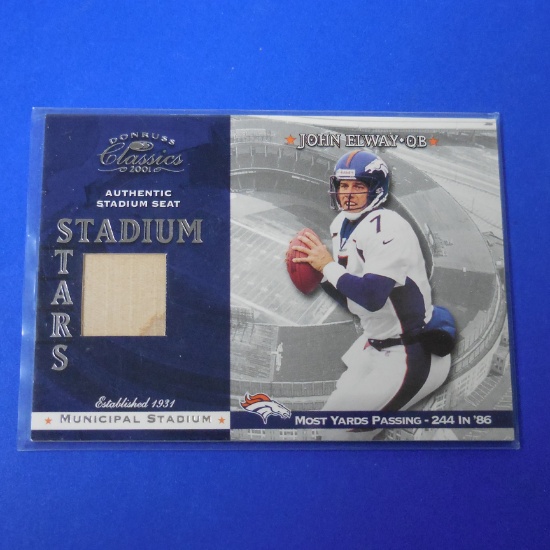 DONRUSS
Classics
2001
AUTHENTIC
STADIUM SEAT
STADIUM
STARS
Established 1931
MUNICIPAL STADIUM
JOHN ELWAY • QB
7
7
MOST YARDS PASSING - 244 IN '86